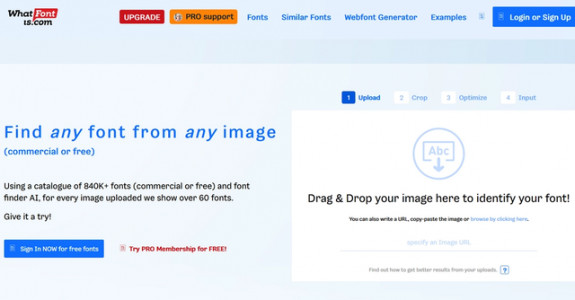 WhatFont
is.com
UPGRADE
PRO support
Fonts
Similar Fonts
Webfont Generator
Examples
Login or Sign Up
1 Upload
2 Crop
3 Optimize
4 Input
Find any font from any image
(commercial or free)
Using a catalogue of 840K+ fonts (commercial or free) and font
finder AI, for every image uploaded we show over 60 fonts.
Give it a try!
Sign In NOW for free fonts
Try PRO Membership for FREE!
Abc
Drag & Drop your image here to identify your font!
You can also write a URL, copy-paste the image or browse by clicking here.
specify an Image URL
Find out how to get better results from your uploads. ?